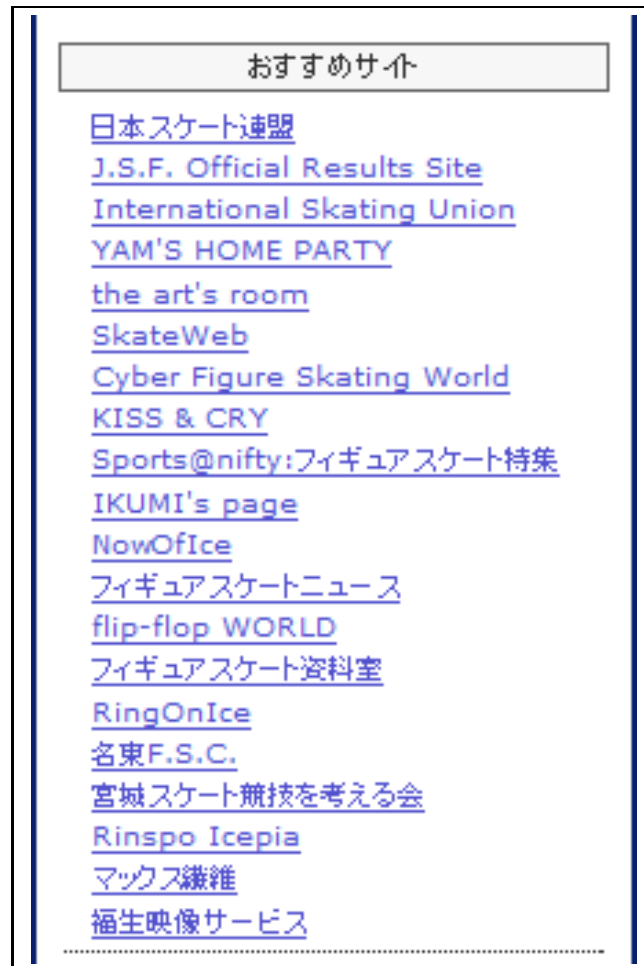 おすすめサイト
日本スケート連盟
J.S.F. Official Results Site
International Skating Union
YAM'S HOME PARTY
the art's room
SkateWeb
Cyber Figure Skating World
KISS & CRY
Sports@nifty:フィギュアスケート特集
IKUMI's page
NowOfIce
フィギュアスケートニュース
flip-flop WORLD
フィギュアスケート資料室
RingOnIce
名東F.S.C.
宮城スケート競技を考える会
Rinspo Icepia
マックス繊維
福生映像サービス